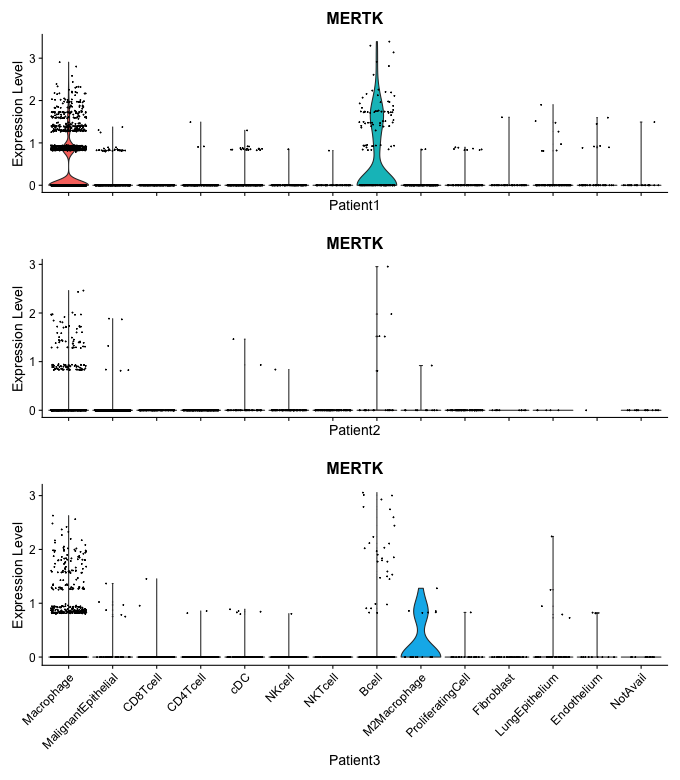 MERTK
Expression Level
3
2
1
0
Patient1
MERTK
Expression Level
3
2
1
0
Patient2
MERTK
Expression Level
3
2
1
0
Macrophage
MalignantEpithelial
CD8Tcell
CD4Tcell
cDC
NKcell
NKTcell
Bcell
M2Macrophage
ProliferatingCell
Fibroblast
LungEpithelium
Endothelium
NotAvail
Patient3